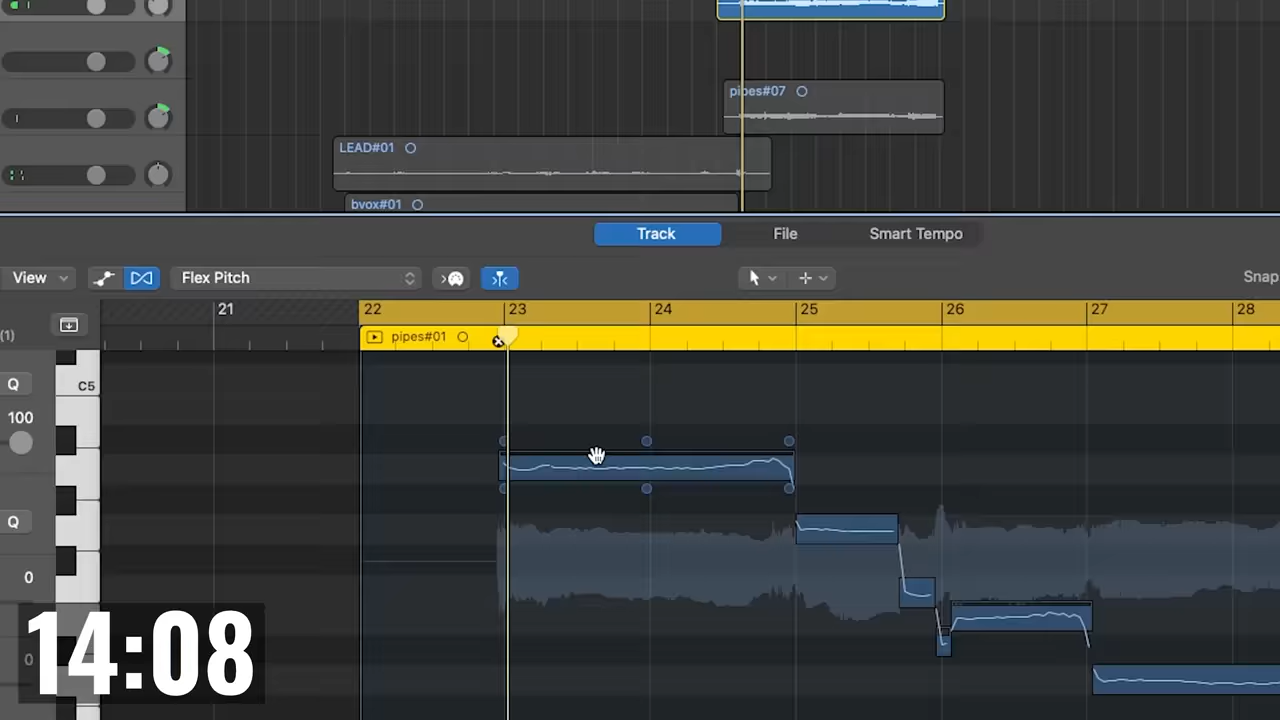 pipes#07
LEAD#01
bvox#01
Track File Smart Tempo
View Flex Pitch Snap
21 22 23 24 25 26 27 28
(1) pipes#01
Q C5
100
Q
0
0
14:08